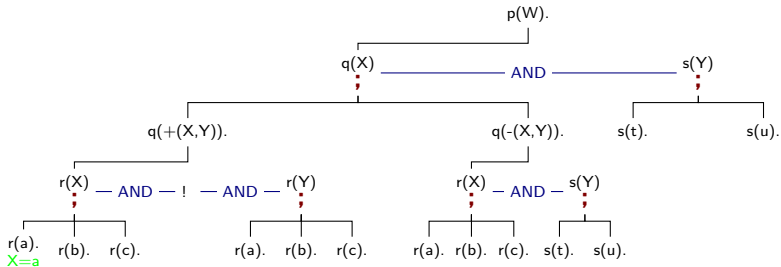 p(W).
q(X) AND s(Y)
q(+(X,Y)). q(-(X,Y)). s(t). s(u).
r(X) AND ! AND r(Y) r(X) AND s(Y)
r(a). r(b). r(c). r(a). r(b). r(c). r(a). r(b). r(c). s(t). s(u).
X=a